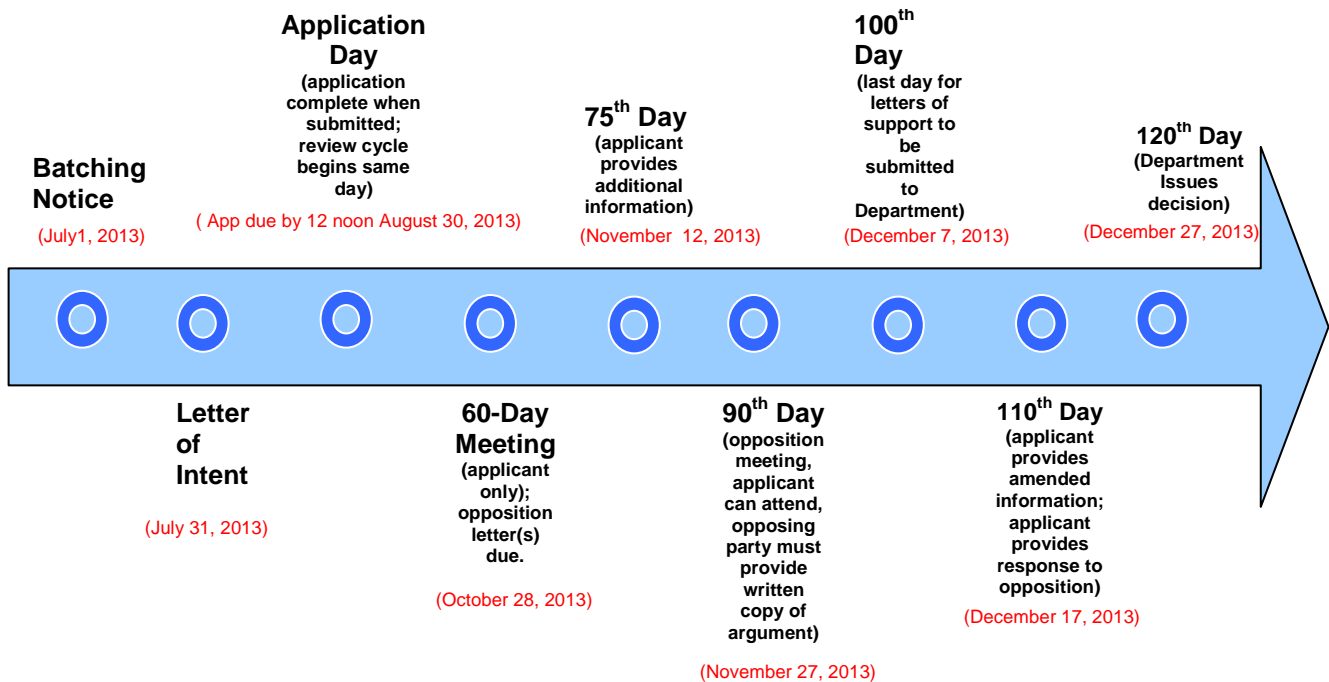 Batching
Notice
(July1, 2013)
Letter
of
Intent
(July 31, 2013)
Application
Day
(application
complete when
submitted;
review cycle
begins same
day)
( App due by 12 noon August 30, 2013)
60-Day
Meeting
(applicant
only);
opposition
letter(s)
due.
(October 28, 2013)
75th Day
(applicant
provides
additional
information)
(November 12, 2013)
90th Day
(opposition
meeting,
applicant
can attend,
opposing
party must
provide
written
copy of
argument)
(November 27, 2013)
100th
Day
(last day for
letters of
support to
be
submitted
to
Department)
(December 7, 2013)
110th Day
(applicant
provides
amended
information;
applicant
provides
response to
opposition)
(December 17, 2013)
120th Day
(Department
Issues
decision)
(December 27, 2013)